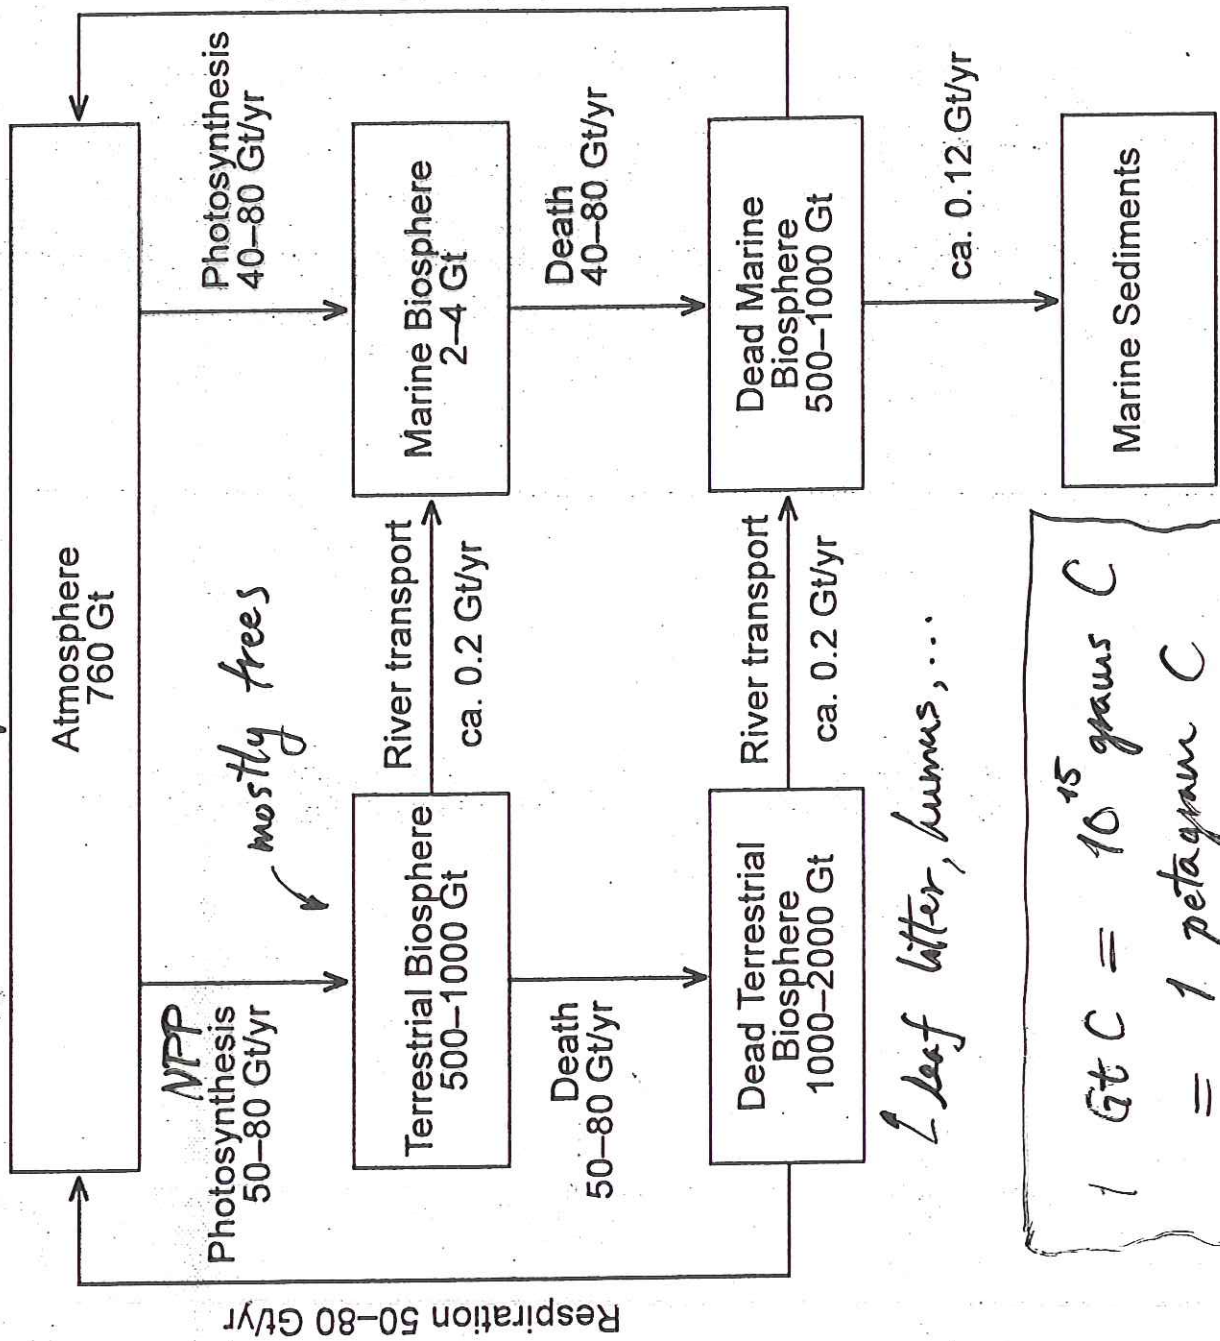 Atmosphere
760 Gt
NPP
Photosynthesis
50–80 Gt/yr
mostly trees
Photosynthesis
40–80 Gt/yr
Terrestrial Biosphere
500–1000 Gt
River transport
ca. 0.2 Gt/yr
Marine Biosphere
2–4 Gt
Death
50–80 Gt/yr
Death
40–80 Gt/yr
Dead Terrestrial
Biosphere
1000–2000 Gt
River transport
ca. 0.2 Gt/yr
Dead Marine
Biosphere
500–1000 Gt
leaf litter, humus,...
ca. 0.12 Gt/yr
Marine Sediments
1 Gt C = 10^15 grams C
= 1 petagram C
Respiration 50–80 Gt/yr